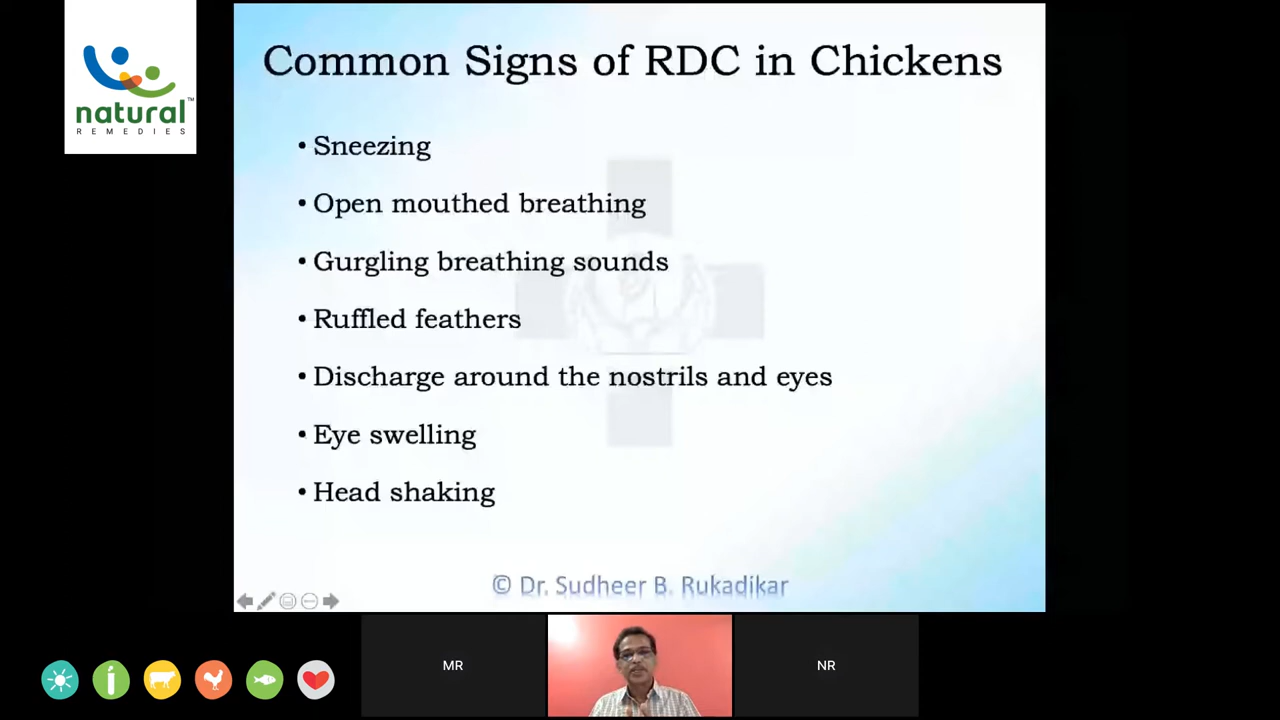 natural™
REMEDIES
Common Signs of RDC in Chickens
• Sneezing
• Open mouthed breathing
• Gurgling breathing sounds
• Ruffled feathers
• Discharge around the nostrils and eyes
• Eye swelling
• Head shaking
© Dr. Sudheer B. Rukadikar
MR
NR